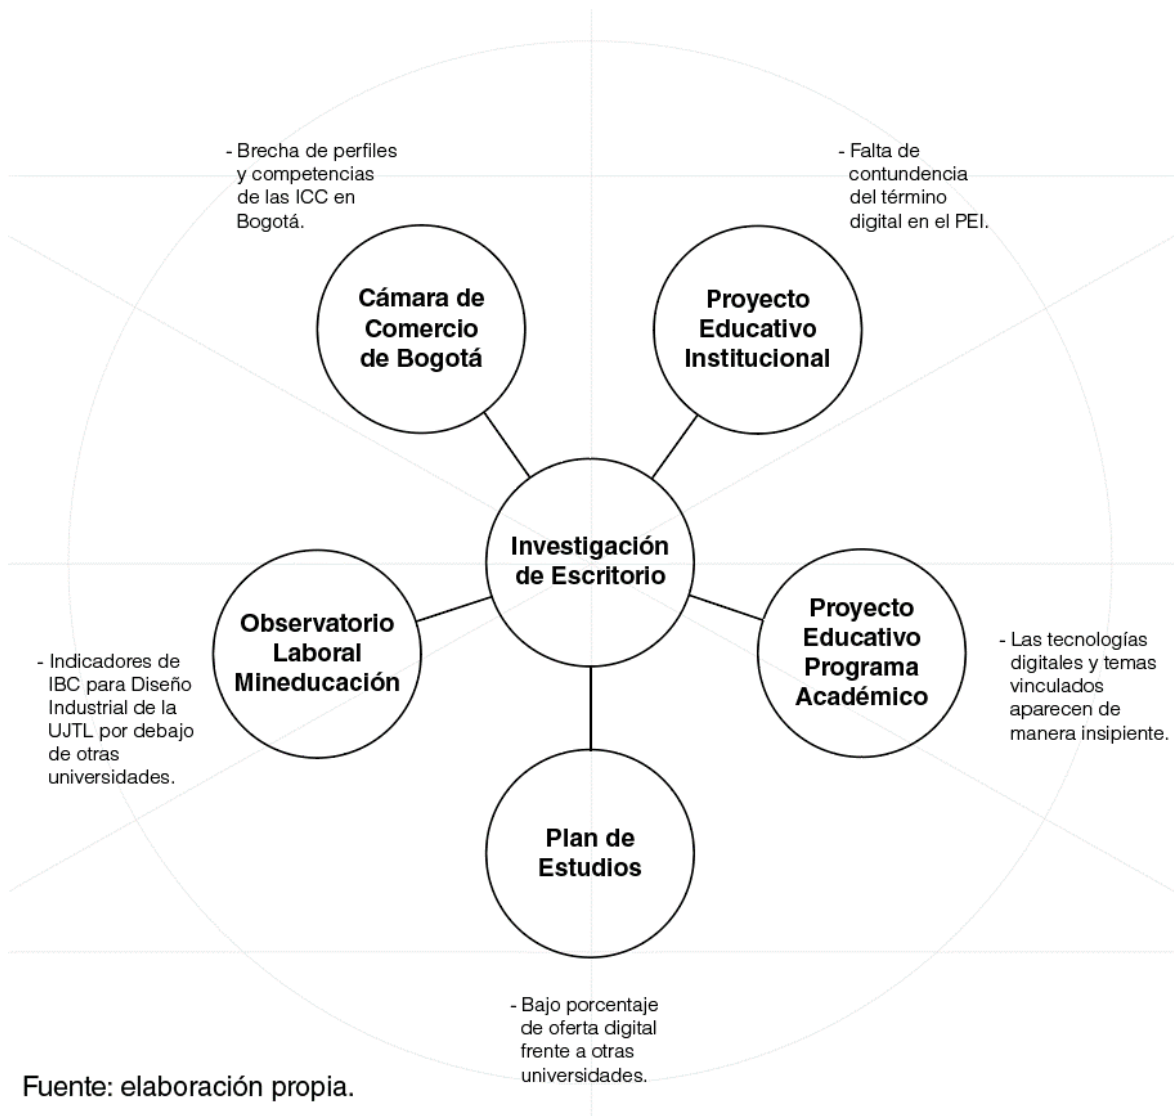 - Brecha de perfiles
y competencias
de las ICC en
Bogotá.
- Falta de
contundencia
del término
digital en el PEI.
Cámara de
Comercio
de Bogotá
Proyecto
Educativo
Institucional
Investigación
de Escritorio
Observatorio
Laboral
Mineducación
Proyecto
Educativo
Programa
Académico
- Indicadores de
IBC para Diseño
Industrial de la
UJTL por debajo
de otras
universidades.
- Las tecnologías
digitales y temas
vinculados
aparecen de
manera insipiente.
Plan de
Estudios
- Bajo porcentaje
de oferta digital
frente a otras
universidades.
Fuente: elaboración propia.